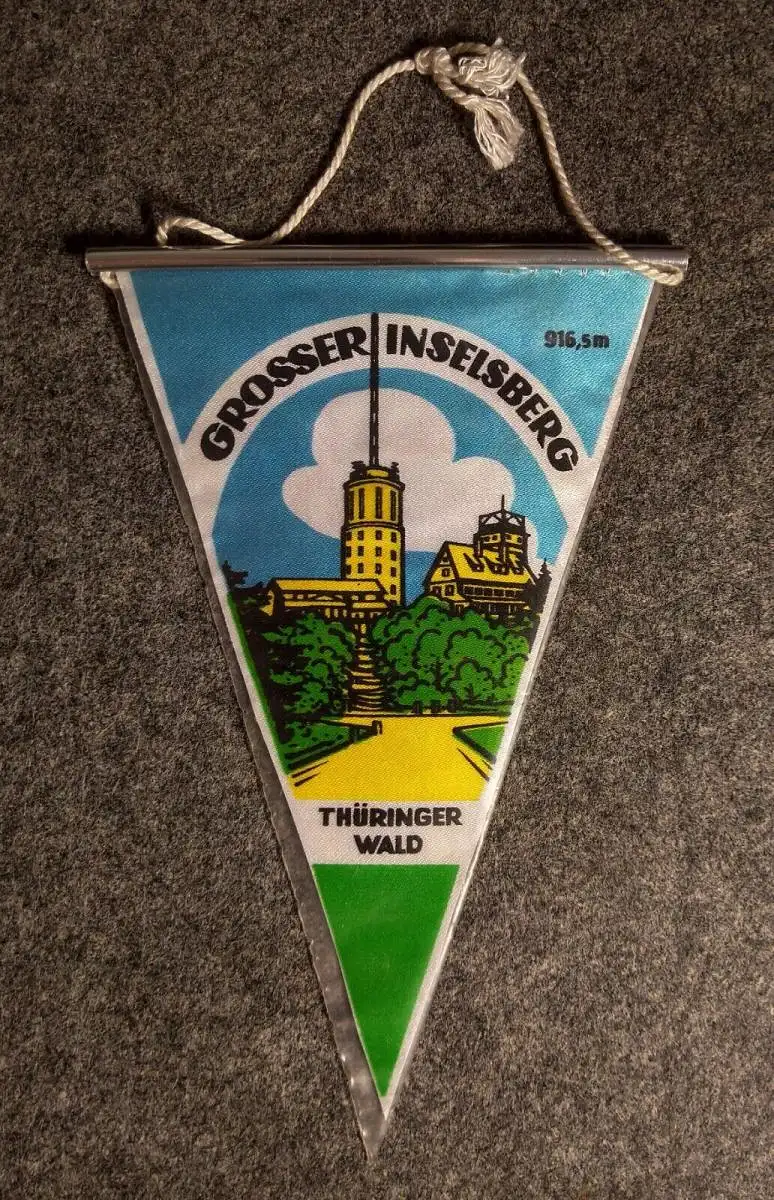 GROSSER INSELSBERG
916,5m
THÜRINGER
WALD